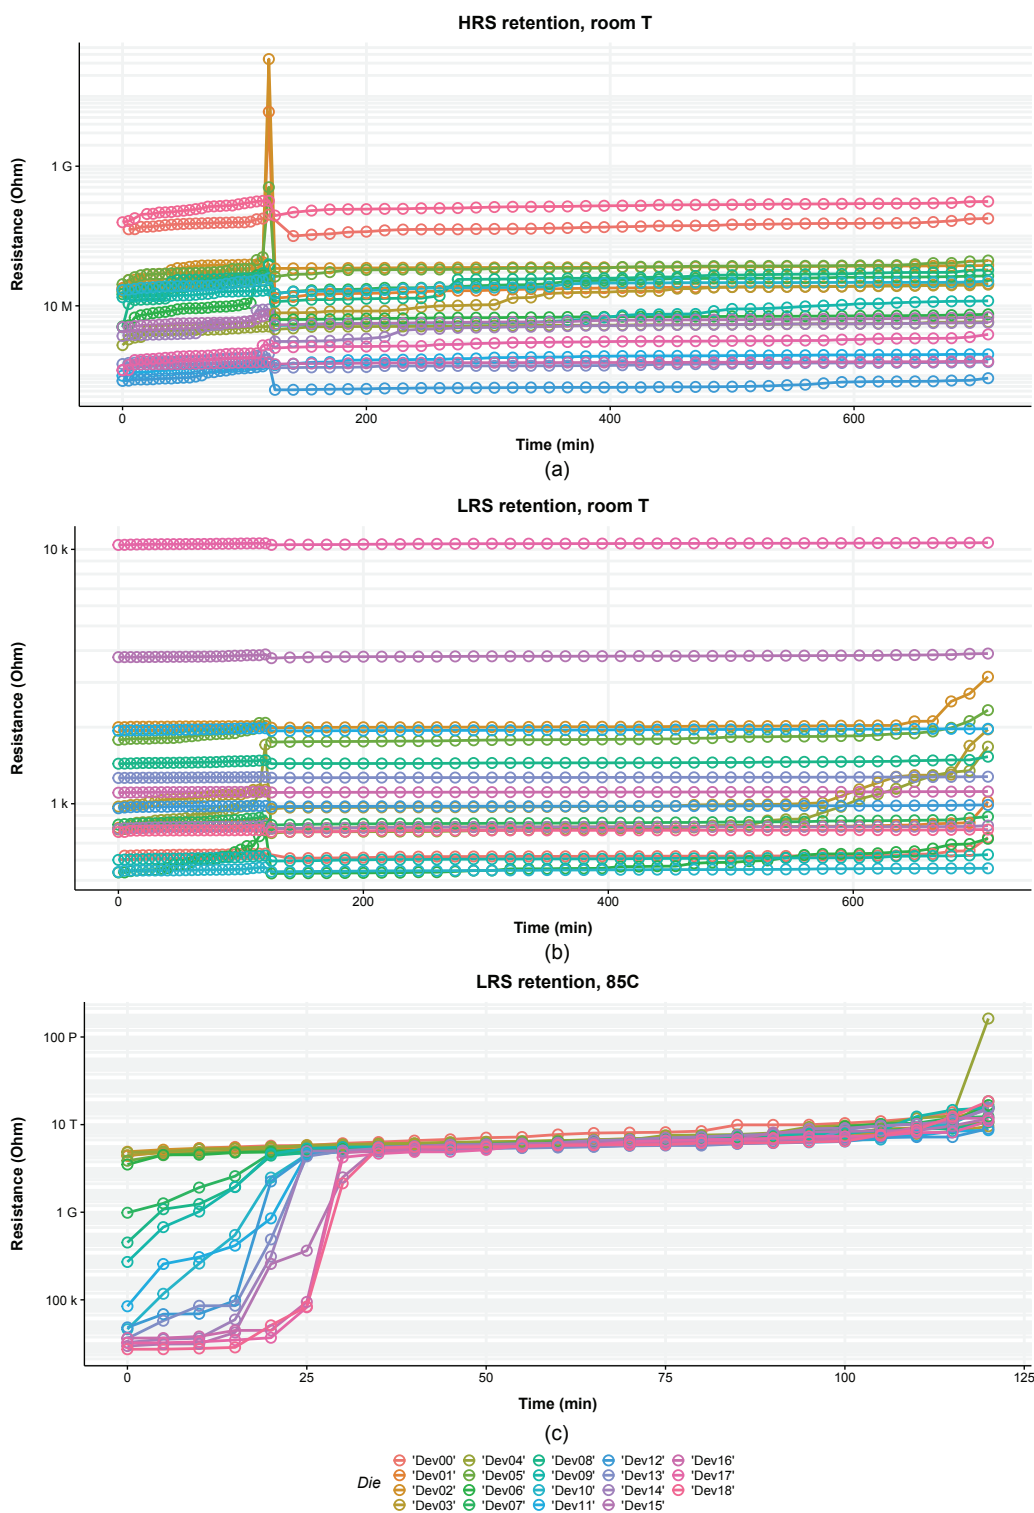 HRS retention, room T
Resistance (Ohm)
1 G
10 M
0 200 400 600
Time (min)
(a)
LRS retention, room T
Resistance (Ohm)
10 k
1 k
0 200 400 600
Time (min)
(b)
LRS retention, 85C
Resistance (Ohm)
100 P
10 T
1 G
100 k
0 25 50 75 100 125
Time (min)
(c)
Die
'Dev00' 'Dev04' 'Dev08' 'Dev12' 'Dev16'
'Dev01' 'Dev05' 'Dev09' 'Dev13' 'Dev17'
'Dev02' 'Dev06' 'Dev10' 'Dev14' 'Dev18'
'Dev03' 'Dev07' 'Dev11' 'Dev15'